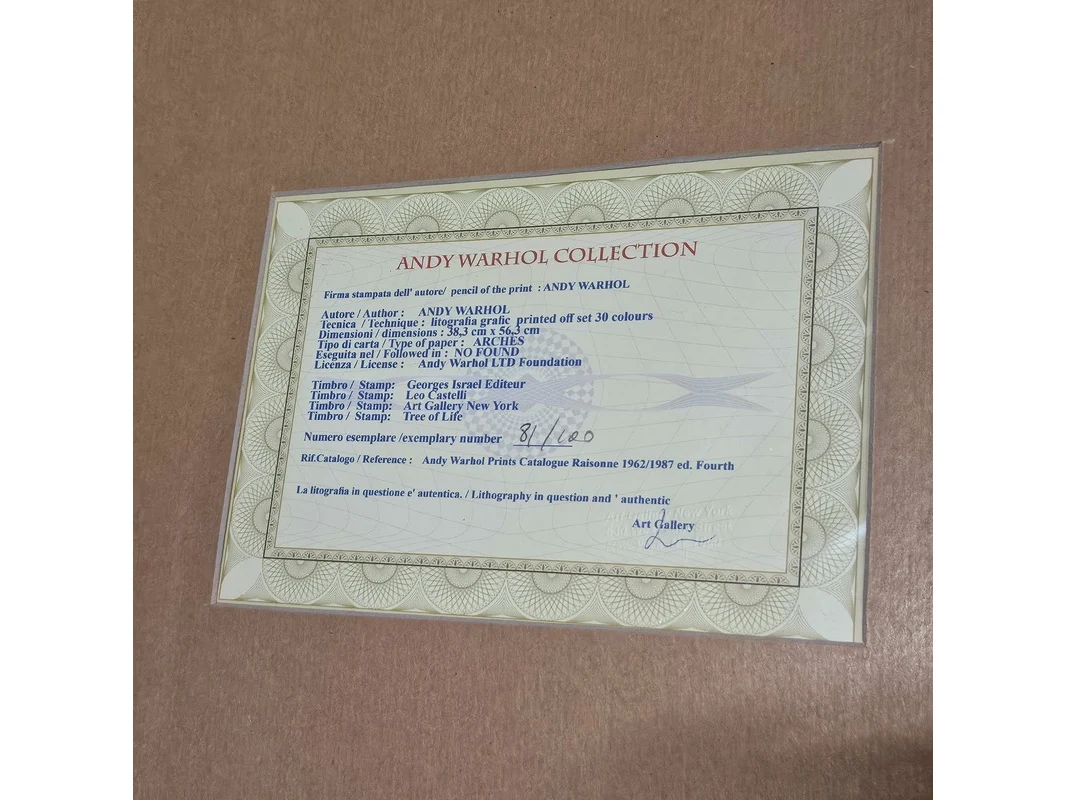 ANDY WARHOL COLLECTION
Firma stampata dell' autore/ pencil of the print : ANDY WARHOL
Autore / Author : ANDY WARHOL
Tecnica / Technique : litografia grafic printed off set 30 colours
Dimensioni / dimensions : 38,3 cm x 56,3 cm
Tipo di carta / Type of paper : ARCHES
Eseguita nel / Followed in : NO FOUND
Licenza / License : Andy Warhol LTD Foundation
Timbro / Stamp: Georges Israel Editeur
Timbro / Stamp: Leo Castelli
Timbro / Stamp: Art Gallery New York
Timbro / Stamp: Tree of Life
Numero esemplare /exemplary number 81/100
Rif.Catalogo / Reference : Andy Warhol Prints Catalogue Raisonne 1962/1987 ed. Fourth
La litografia in questione e' autentica. / Lithography in question and ' authentic
Art Gallery New York
Art Gallery